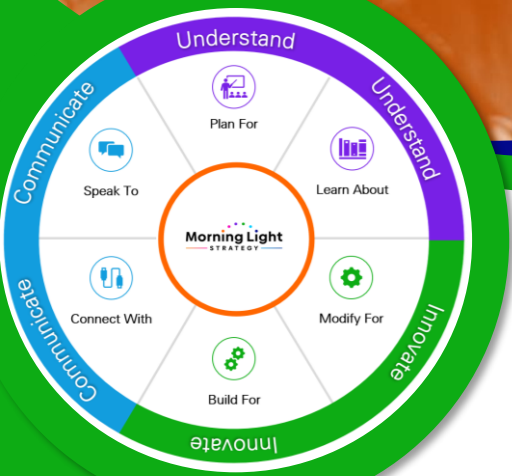 Understand
Understand
Communicate
Plan For
Speak To
Learn About
Morning Light
STRATEGY
Connect With
Modify For
Build For
Communicate
Innovate
Innovate